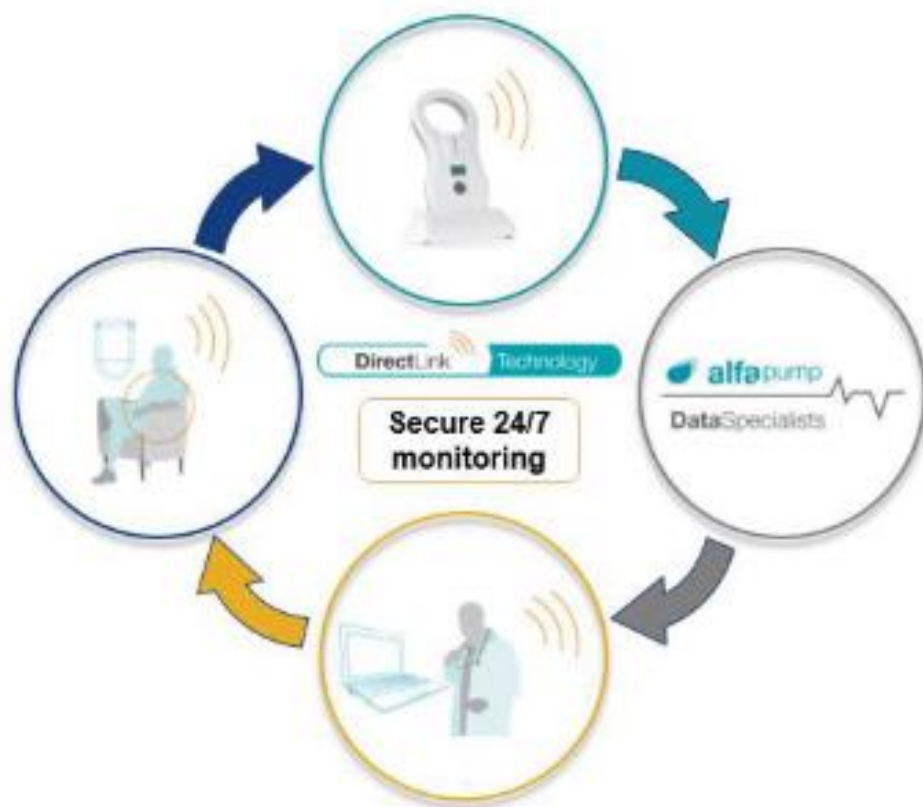 DirectLink Technology
alfapump
DataSpecialists
Secure 24/7
monitoring